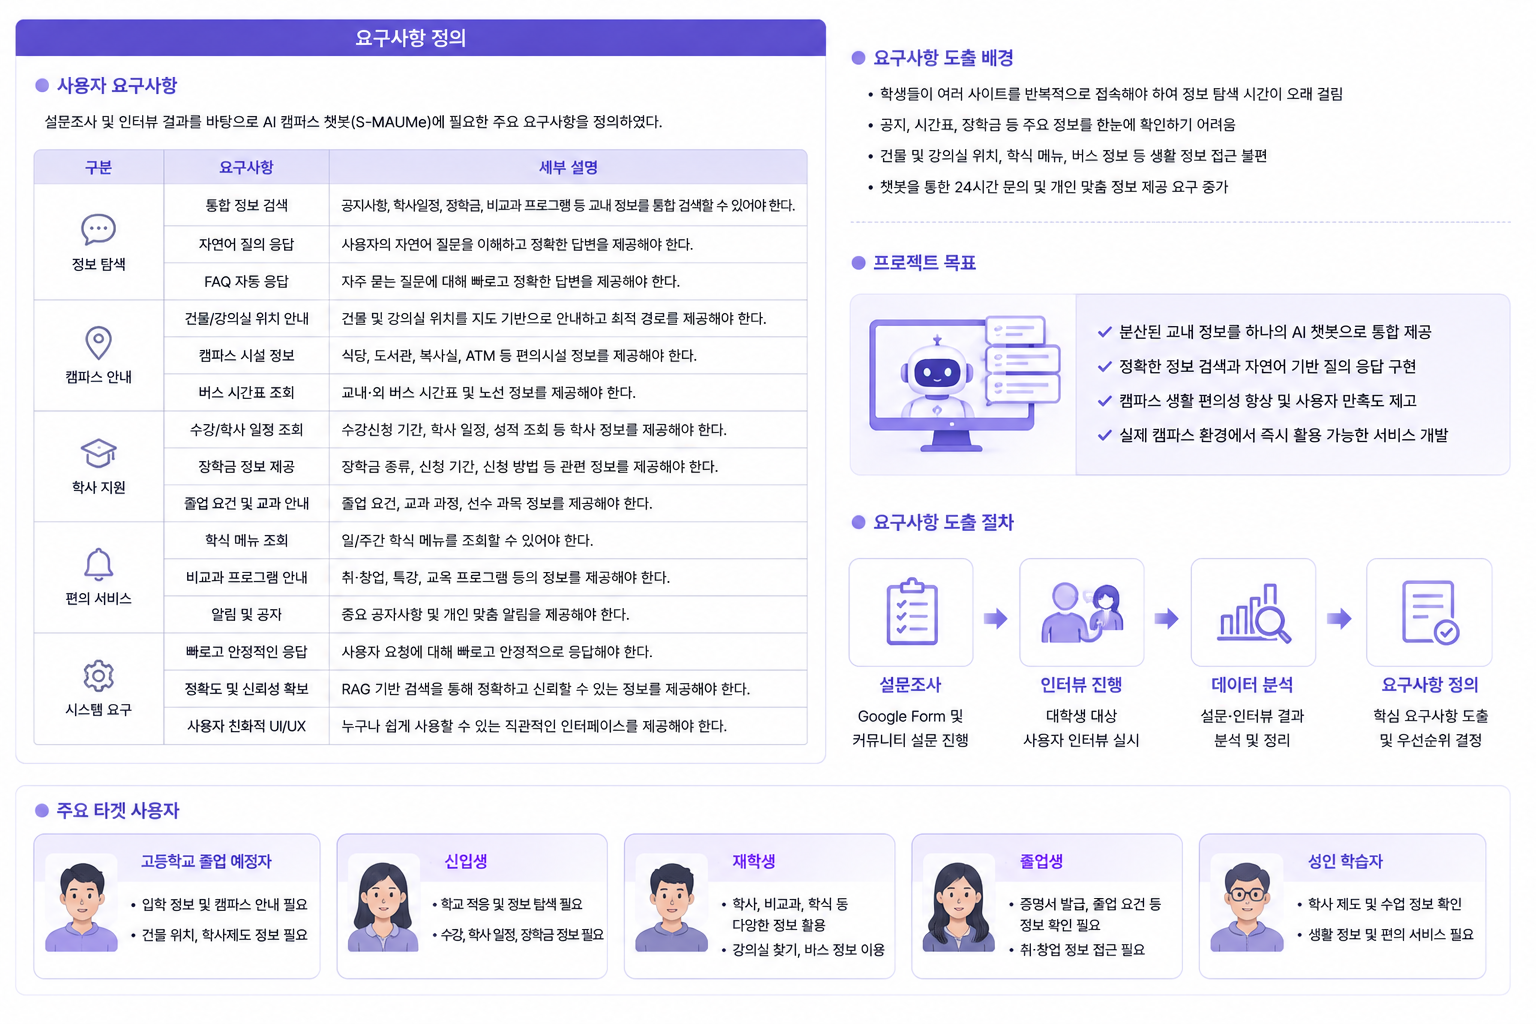 요구사항 정의
사용자 요구사항
설문조사 및 인터뷰 결과를 바탕으로 AI 캠퍼스 챗봇(S-MAUMe)에 필요한 주요 요구사항을 정의하였다.
구분 요구사항 세부 설명
정보 탐색
통합 정보 검색 공지사항, 학사일정, 장학금, 비교과 프로그램 등 교내 정보를 통합 검색할 수 있어야 한다.
자연어 질의 응답 사용자의 자연어 질문을 이해하고 정확한 답변을 제공해야 한다.
FAQ 자동 응답 자주 묻는 질문에 대해 빠르고 정확한 답변을 제공해야 한다.
캠퍼스 안내
건물/강의실 위치 안내 건물 및 강의실 위치를 지도 기반으로 안내하고 최적 경로를 제공해야 한다.
캠퍼스 시설 정보 식당, 도서관, 복사실, ATM 등 편의시설 정보를 제공해야 한다.
버스 시간표 조회 교내·외 버스 시간표 및 노선 정보를 제공해야 한다.
학사 지원
수강/학사 일정 조회 수강신청 기간, 학사 일정, 성적 조회 등 학사 정보를 제공해야 한다.
장학금 정보 제공 장학금 종류, 신청 기간, 신청 방법 등 관련 정보를 제공해야 한다.
졸업 요건 및 교과 안내 졸업 요건, 교과 과정, 선수 과목 정보를 제공해야 한다.
편의 서비스
학식 메뉴 조회 일/주간 학식 메뉴를 조회할 수 있어야 한다.
비교과 프로그램 안내 취·창업, 특강, 교육 프로그램 등의 정보를 제공해야 한다.
알림 및 공자 중요 공자사항 및 개인 맞춤 알림을 제공해야 한다.
시스템 요구
빠르고 안정적인 응답 사용자 요청에 대해 빠르고 안정적으로 응답해야 한다.
정확도 및 신뢰성 확보 RAG 기반 검색을 통해 정확하고 신뢰할 수 있는 정보를 제공해야 한다.
사용자 친화적 UI/UX 누구나 쉽게 사용할 수 있는 직관적인 인터페이스를 제공해야 한다.
요구사항 도출 배경
• 학생들이 여러 사이트를 반복적으로 접속해야 하여 정보 탐색 시간이 오래 걸림
• 공지, 시간표, 장학금 등 주요 정보를 한눈에 확인하기 어려움
• 건물 및 강의실 위치, 학식 메뉴, 버스 정보 등 생활 정보 접근 불편
• 챗봇을 통한 24시간 문의 및 개인 맞춤 정보 제공 요구 증가
프로젝트 목표
분산된 교내 정보를 하나의 AI 챗봇으로 통합 제공
정확한 정보 검색과 자연어 기반 질의 응답 구현
캠퍼스 생활 편의성 향상 및 사용자 만족도 제고
실제 캠퍼스 환경에서 즉시 활용 가능한 서비스 개발
요구사항 도출 절차
설문조사
Google Form 및
커뮤니티 설문 진행
인터뷰 진행
대학생 대상
사용자 인터뷰 실시
데이터 분석
설문·인터뷰 결과
분석 및 정리
요구사항 정의
학심 요구사항 도출
및 우선순위 결정
주요 타겟 사용자
고등학교 졸업 예정자
• 입학 정보 및 캠퍼스 안내 필요
• 건물 위치, 학사제도 정보 필요
신입생
• 학교 적응 및 정보 탐색 필요
• 수강, 학사 일정, 장학금 정보 필요
재학생
• 학사, 비교과, 학식 등
다양한 정보 활용
• 강의실 찾기, 바스 정보 이용
졸업생
• 증명서 발급, 졸업 요건 등
정보 확인 필요
• 취·창업 정보 접근 필요
성인 학습자
• 학사 제도 및 수업 정보 확인
• 생활 정보 및 편의 서비스 필요